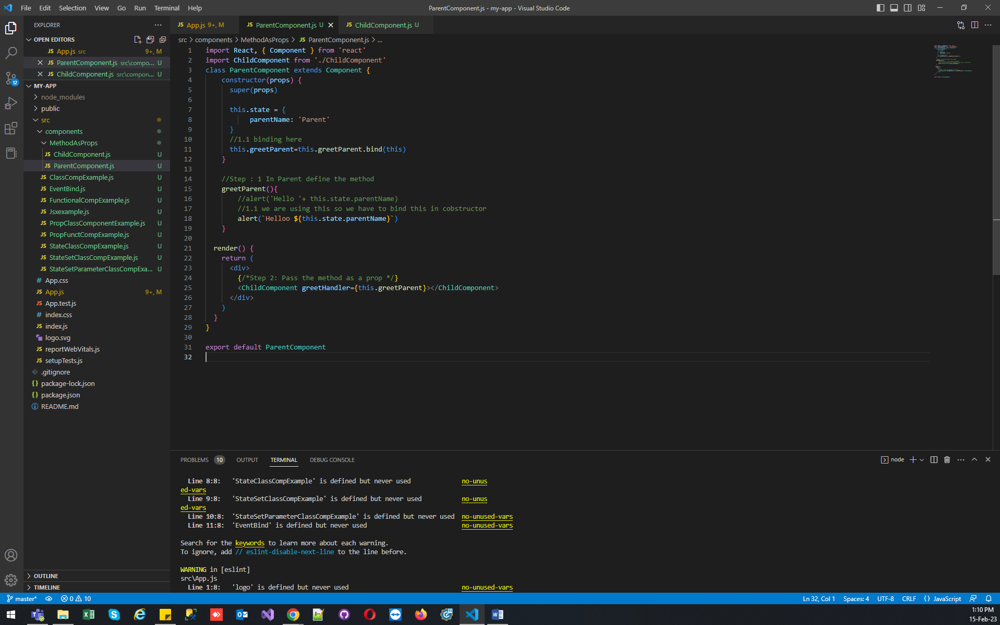 File Edit Selection View Go Run Terminal Help
ParentComponent.js - my-app - Visual Studio Code
EXPLORER
OPEN EDITORS
JS App.js src 9+, M
JS ParentComponent.js src\compo... U
JS ChildComponent.js src\compon... U
MY-APP
node_modules
public
src
components
MethodAsProps
JS ChildComponent.js U
JS ParentComponent.js U
JS ClassCompExample.js U
JS EventBind.js U
JS FunctionalCompExample.js U
JS Jsxexample.js U
JS PropClassComponentExample.js U
JS PropFunctCompExample.js U
JS StateClassCompExample.js U
JS StateSetClassCompExample.js U
JS StateSetParameterClassCompExa... U
# App.css
JS App.js 9+, M
JS App.test.js
# index.css
JS index.js
logo.svg
JS reportWebVitals.js
JS setupTests.js
.gitignore
{} package-lock.json
{} package.json
README.md
OUTLINE
TIMELINE
12
JS App.js 9+, M
JS ParentComponent.js U
JS ChildComponent.js U
src > components > MethodAsProps > JS ParentComponent.js > ...
1 import React, { Component } from 'react'
2 import ChildComponent from './ChildComponent'
3 class ParentComponent extends Component {
4 constructor(props) {
5 super(props)
6
7 this.state = {
8 parentName: 'Parent'
9 }
10 //1.1 binding here
11 this.greetParent=this.greetParent.bind(this)
12 }
13
14 //Step : 1 In Parent define the method
15 greetParent(){
16 //alert('Hello '+ this.state.parentName)
17 //1.1 we are using this so we have to bind this in cobstructor
18 alert(`Helloo ${this.state.parentName}`)
19 }
20
21 render() {
22 return (
23 <div>
24 {/*Step 2: Pass the method as a prop */}
25 <ChildComponent greetHandler={this.greetParent}></ChildComponent>
26 </div>
27 )
28 }
29 }
30
31 export default ParentComponent
32
PROBLEMS 10 OUTPUT TERMINAL DEBUG CONSOLE
node
Line 8:8: 'StateClassCompExample' is defined but never used no-unus
ed-vars
Line 9:8: 'StateSetClassCompExample' is defined but never used no-unus
ed-vars
Line 10:8: 'StateSetParameterClassCompExample' is defined but never used no-unused-vars
Line 11:8: 'EventBind' is defined but never used no-unused-vars
Search for the keywords to learn more about each warning.
To ignore, add // eslint-disable-next-line to the line before.
WARNING in [eslint]
src\App.js
Line 1:8: 'logo' is defined but never used no-unused-vars
master* 0 10
Ln 32, Col 1 Spaces: 4 UTF-8 CRLF {} JavaScript
1:10 PM
15-Feb-23